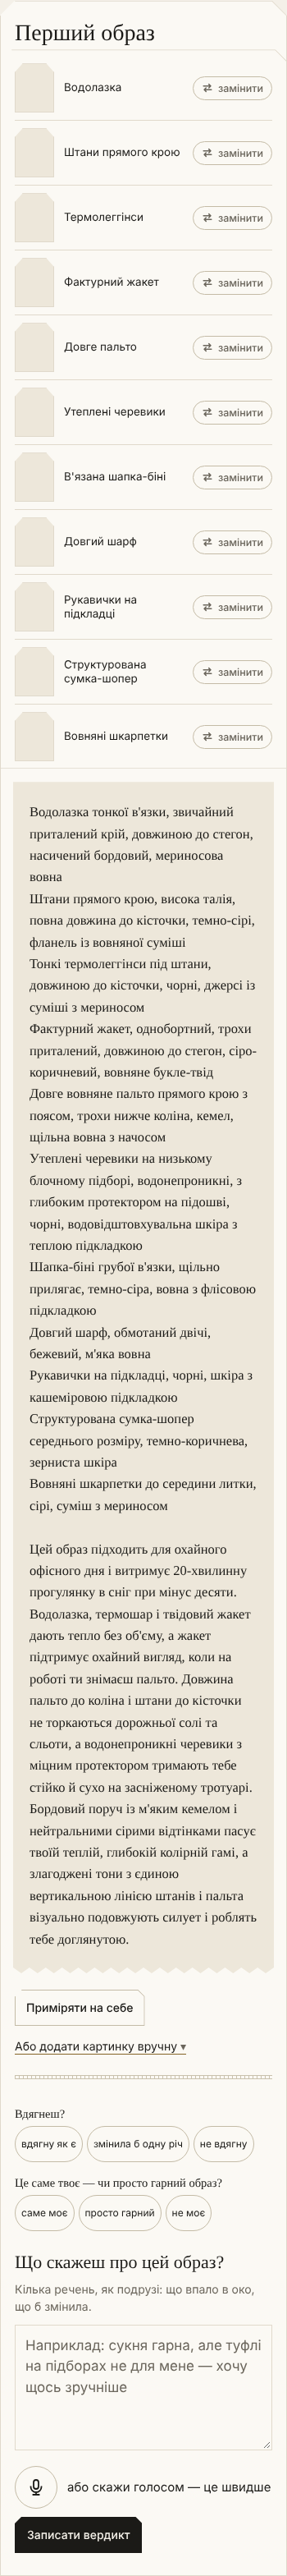 Перший образ
Водолазка
⇄ замінити
Штани прямого крою
⇄ замінити
Термолеггінси
⇄ замінити
Фактурний жакет
⇄ замінити
Довге пальто
⇄ замінити
Утеплені черевики
⇄ замінити
В'язана шапка-біні
⇄ замінити
Довгий шарф
⇄ замінити
Рукавички на
підкладці
⇄ замінити
Структурована
сумка-шопер
⇄ замінити
Вовняні шкарпетки
⇄ замінити
Водолазка тонкої в'язки, звичайний
приталений крій, довжиною до стегон,
насичений бордовий, мериносова
вовна
Штани прямого крою, висока талія,
повна довжина до кісточки, темно-сірі,
фланель із вовняної суміші
Тонкі термолеггінси під штани,
довжиною до кісточки, чорні, джерсі із
суміші з мериносом
Фактурний жакет, однобортний, трохи
приталений, довжиною до стегон, сіро-
коричневий, вовняне букле-твід
Довге вовняне пальто прямого крою з
поясом, трохи нижче коліна, кемел,
щільна вовна з начосом
Утеплені черевики на низькому
блочному підборі, водонепроникні, з
глибоким протектором на підошві,
чорні, водовідштовхувальна шкіра з
теплою підкладкою
Шапка-біні грубої в'язки, щільно
прилягає, темно-сіра, вовна з флісовою
підкладкою
Довгий шарф, обмотаний двічі,
бежевий, м'яка вовна
Рукавички на підкладці, чорні, шкіра з
кашеміровою підкладкою
Структурована сумка-шопер
середнього розміру, темно-коричнева,
зерниста шкіра
Вовняні шкарпетки до середини литки,
сірі, суміш з мериносом
Цей образ підходить для охайного
офісного дня і витримує 20-хвилинну
прогулянку в сніг при мінус десяти.
Водолазка, термошар і твідовий жакет
дають тепло без об'єму, а жакет
підтримує охайний вигляд, коли на
роботі ти знімаєш пальто. Довжина
пальто до коліна і штани до кісточки
не торкаються дорожньої солі та
сльоти, а водонепроникні черевики з
міцним протектором тримають тебе
стійко й сухо на засніженому тротуарі.
Бордовий поруч із м'яким кемелом і
нейтральними сірими відтінками пасує
твоїй теплій, глибокій колірній гамі, а
злагоджені тони з єдиною
вертикальною лінією штанів і пальта
візуально подовжують силует і роблять
тебе доглянутою.
Приміряти на себе
Або додати картинку вручну ▾
Вдягнеш?
вдягну як є
змінила б одну річ
не вдягну
Це саме твоє — чи просто гарний образ?
саме моє
просто гарний
не моє
Що скажеш про цей образ?
Кілька речень, як подрузі: що впало в око,
що б змінила.
Наприклад: сукня гарна, але туфлі
на підборах не для мене — хочу
щось зручніше
або скажи голосом — це швидше
Записати вердикт